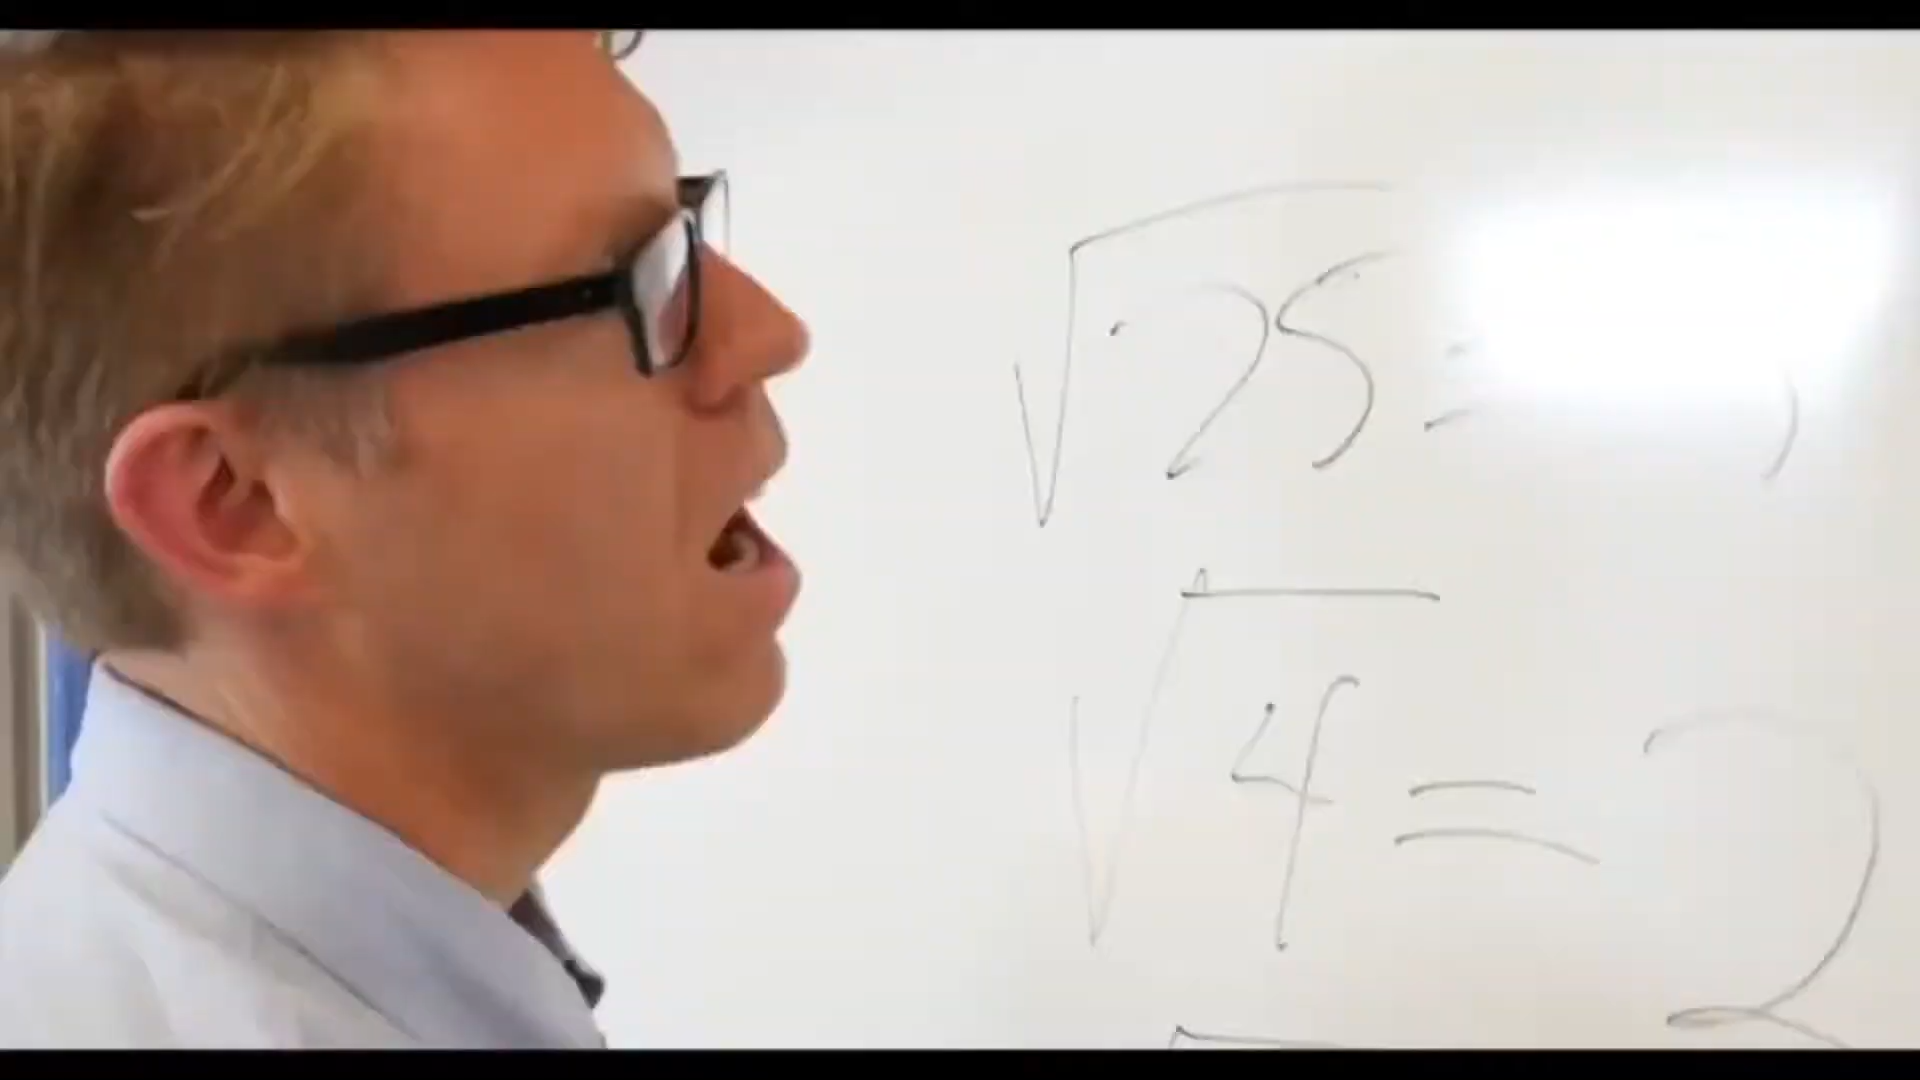 √25 =
√4 = 2